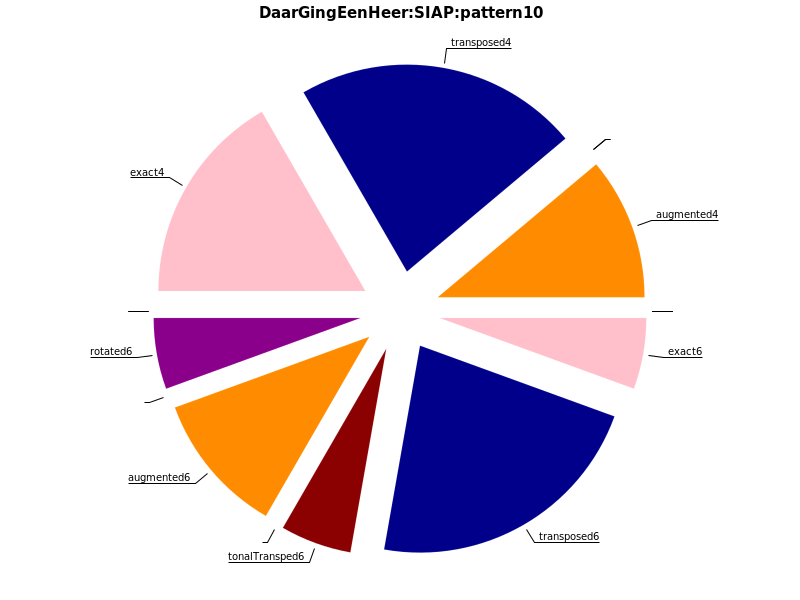 DaarGingEenHeer:SIAP:pattern10
transposed4
exact4
augmented4
rotated6
exact6
augmented6
transposed6
tonalTransped6